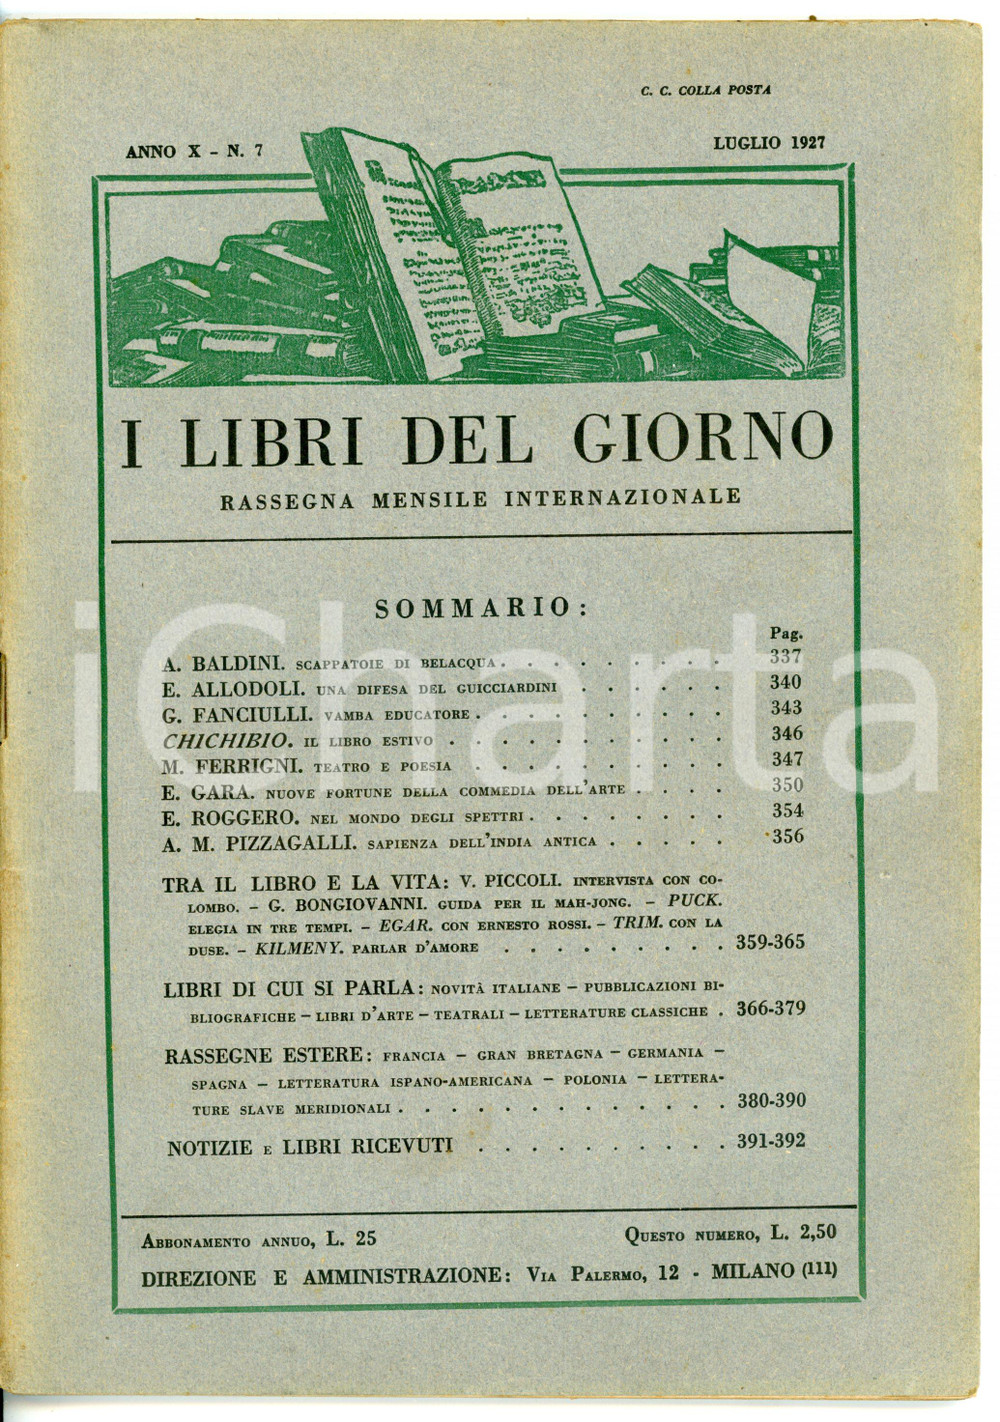 C. C. COLLA POSTA
ANNO X - N. 7
LUGLIO 1927
I LIBRI DEL GIORNO
RASSEGNA MENSILE INTERNAZIONALE
SOMMARIO:
Pag.
A. BALDINI. SCAPPATOIE DI BELACQUA . . . . . . . . . 337
E. ALLODOLI. UNA DIFESA DEL GUICCIARDINI . . . . . . 340
G. FANCIULLI. VAMBA EDUCATORE . . . . . . . . . . 343
CHICHIBIO. IL LIBRO ESTIVO . . . . . . . . . . . 346
M. FERRIGNI. TEATRO E POESIA . . . . . . . . . . 347
E. GARA. NUOVE FORTUNE DELLA COMMEDIA DELL'ARTE . . . . 350
E. ROGGERO. NEL MONDO DEGLI SPETTRI . . . . . . . . 354
A. M. PIZZAGALLI. SAPIENZA DELL'INDIA ANTICA . . . . . 356
TRA IL LIBRO E LA VITA: V. PICCOLI. INTERVISTA CON CO-
LOMBO. – G. BONGIOVANNI. GUIDA PER IL MAH-JONG. – PUCK.
ELEGIA IN TRE TEMPI. – EGAR. CON ERNESTO ROSSI. – TRIM. CON LA
DUSE. – KILMENY. PARLAR D'AMORE . . . . . . . . . 359-365
LIBRI DI CUI SI PARLA: NOVITÀ ITALIANE – PUBBLICAZIONI BI-
BLIOGRAFICHE – LIBRI D'ARTE – TEATRALI – LETTERATURE CLASSICHE . 366-379
RASSEGNE ESTERE: FRANCIA – GRAN BRETAGNA – GERMANIA –
SPAGNA – LETTERATURA ISPANO-AMERICANA – POLONIA – LETTERA-
TURE SLAVE MERIDIONALI . . . . . . . . . . . . . 380-390
NOTIZIE E LIBRI RICEVUTI . . . . . . . . . . 391-392
ABBONAMENTO ANNUO, L. 25
QUESTO NUMERO, L. 2,50
DIREZIONE E AMMINISTRAZIONE: VIA PALERMO, 12 - MILANO (111)
iCharta